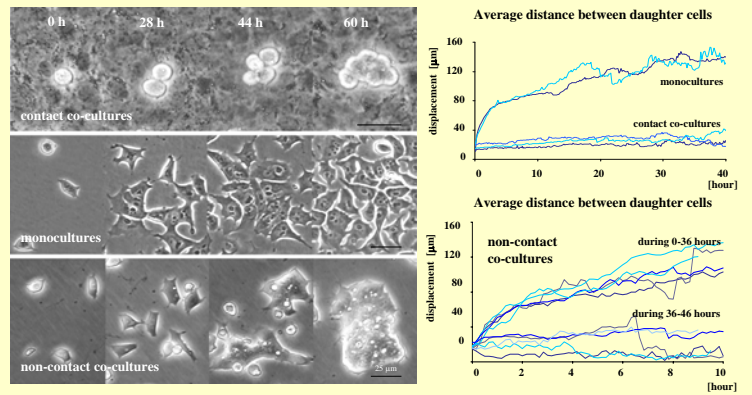 0 h 28 h 44 h 60 h
contact co-cultures
monocultures
non-contact co-cultures
25 µm
Average distance between daughter cells
displacement [µm]
160
120
80
40
0
monocultures
contact co-cultures
0 10 20 30 40
[hour]
Average distance between daughter cells
displacement [µm]
160
120
80
40
0
non-contact
co-cultures
during 0-36 hours
during 36-46 hours
0 2 4 6 8 10
[hour]